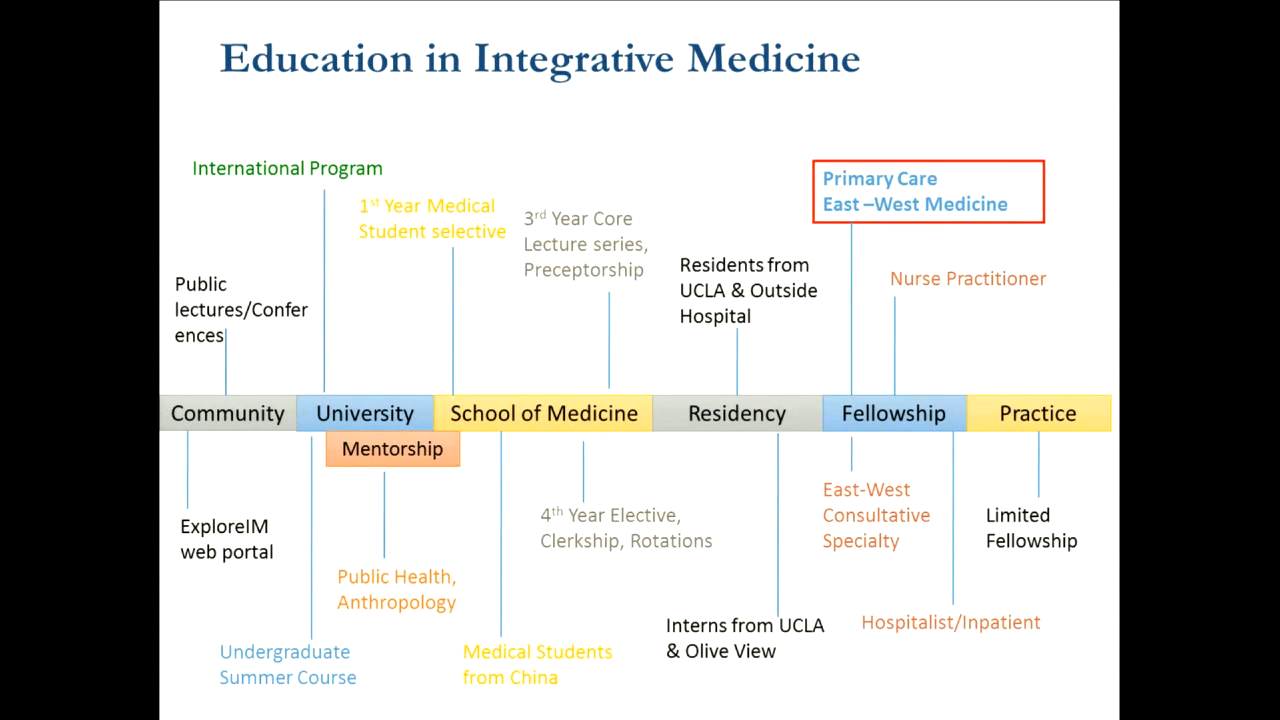 Education in Integrative Medicine
International Program
1st Year Medical
Student selective
3rd Year Core
Lecture series,
Preceptorship
Primary Care
East –West Medicine
Residents from
UCLA & Outside
Hospital
Nurse Practitioner
Public
lectures/Confer
ences
Community
University
School of Medicine
Residency
Fellowship
Practice
Mentorship
ExploreIM
web portal
Public Health,
Anthropology
Undergraduate
Summer Course
4th Year Elective,
Clerkship, Rotations
Medical Students
from China
Interns from UCLA
& Olive View
East-West
Consultative
Specialty
Limited
Fellowship
Hospitalist/Inpatient